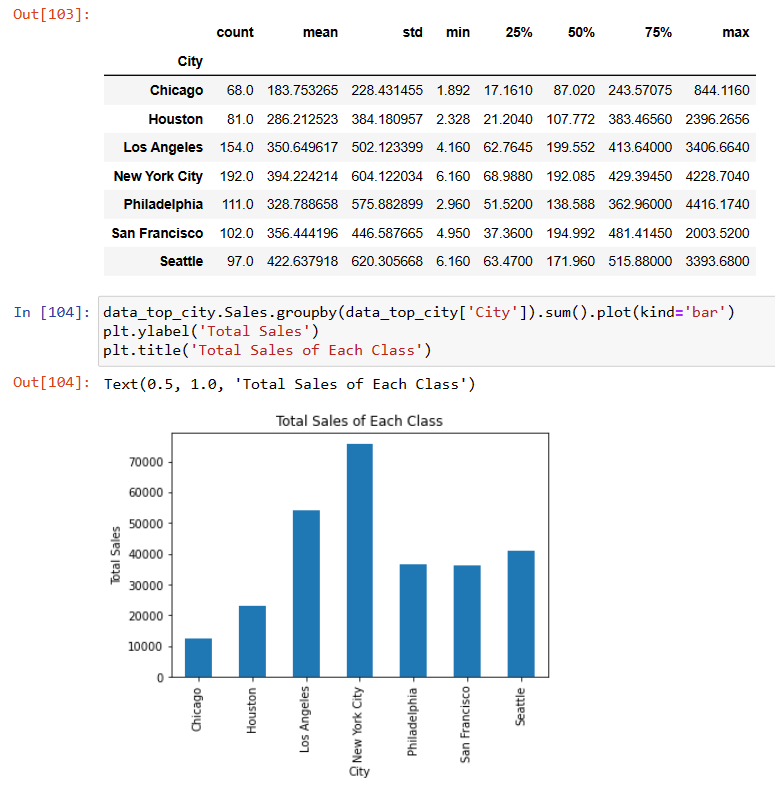 Out[103]:
count mean std min 25% 50% 75% max
City
Chicago 68.0 183.753265 228.431455 1.892 17.1610 87.020 243.57075 844.1160
Houston 81.0 286.212523 384.180957 2.328 21.2040 107.772 383.46560 2396.2656
Los Angeles 154.0 350.649617 502.123399 4.160 62.7645 199.552 413.64000 3406.6640
New York City 192.0 394.224214 604.122034 6.160 68.9880 192.085 429.39450 4228.7040
Philadelphia 111.0 328.788658 575.882899 2.960 51.5200 138.588 362.96000 4416.1740
San Francisco 102.0 356.444196 446.587665 4.950 37.3600 194.992 481.41450 2003.5200
Seattle 97.0 422.637918 620.305668 6.160 63.4700 171.960 515.88000 3393.6800
In [104]: data_top_city.Sales.groupby(data_top_city['City']).sum().plot(kind='bar')
plt.ylabel('Total Sales')
plt.title('Total Sales of Each Class')
Out[104]: Text(0.5, 1.0, 'Total Sales of Each Class')
Total Sales of Each Class
Total Sales
70000
60000
50000
40000
30000
20000
10000
0
Chicago
Houston
Los Angeles
New York City
Philadelphia
San Francisco
Seattle
City